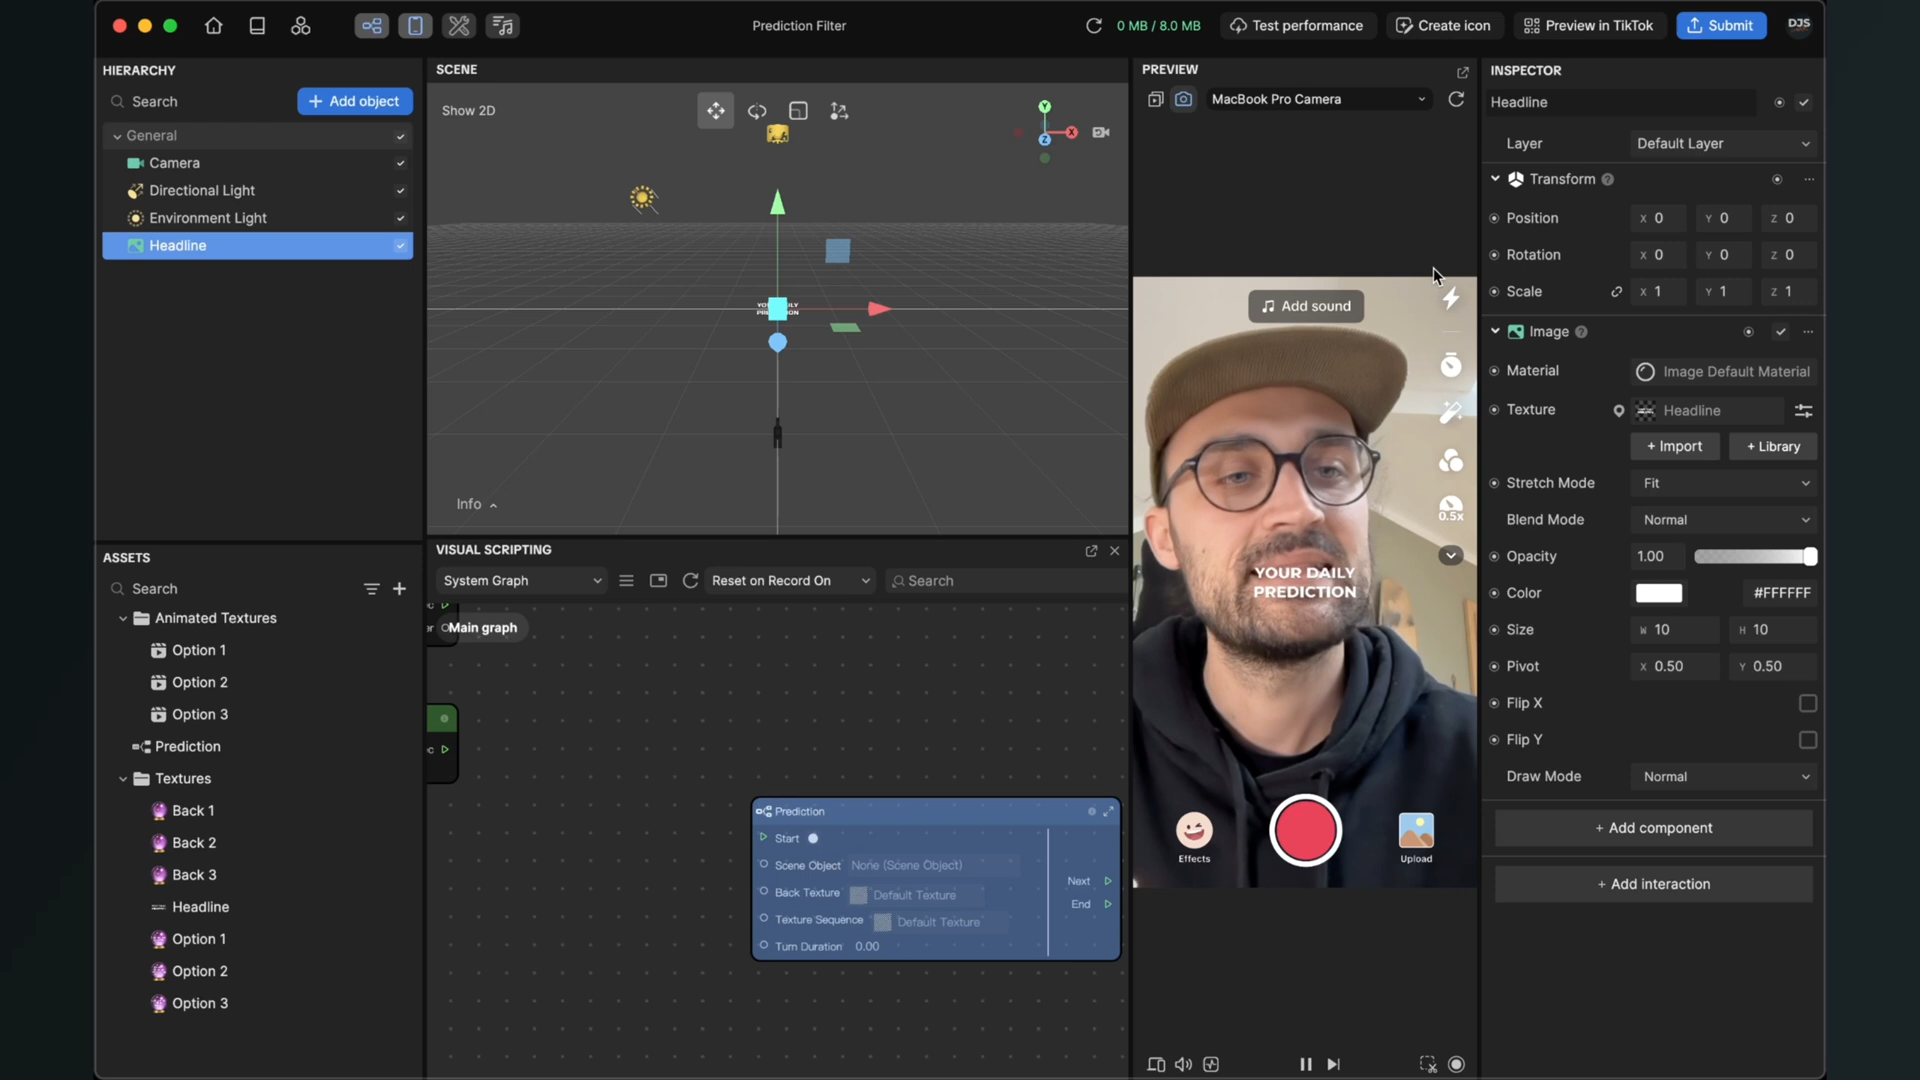 Prediction Filter
0 MB / 8.0 MB
Test performance
Create icon
Preview in TikTok
Submit
DJS
HIERARCHY
Search
+ Add object
General
Camera
Directional Light
Environment Light
Headline
SCENE
Show 2D
Y
X
Z
Info
ASSETS
Search
Animated Textures
Option 1
Option 2
Option 3
Prediction
Textures
Back 1
Back 2
Back 3
Headline
Option 1
Option 2
Option 3
VISUAL SCRIPTING
System Graph
Reset on Record On
Search
Main graph
Prediction
Start
Scene Object None (Scene Object)
Back Texture Default Texture
Texture Sequence Default Texture
Turn Duration 0.00
Next
End
PREVIEW
MacBook Pro Camera
Add sound
0.5x
YOUR DAILY
PREDICTION
Effects
Upload
INSPECTOR
Headline
Layer Default Layer
Transform
Position X 0 Y 0 Z 0
Rotation X 0 Y 0 Z 0
Scale X 1 Y 1 Z 1
Image
Material Image Default Material
Texture Headline
+ Import + Library
Stretch Mode Fit
Blend Mode Normal
Opacity 1.00
Color #FFFFFF
Size W 10 H 10
Pivot X 0.50 Y 0.50
Flip X
Flip Y
Draw Mode Normal
+ Add component
+ Add interaction